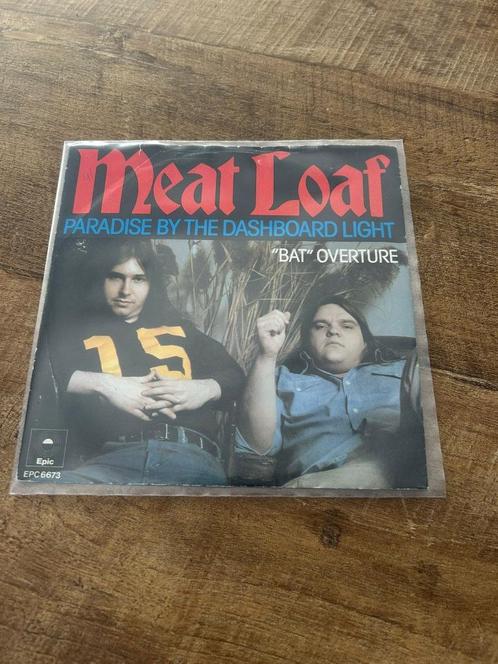 Meat Loaf
PARADISE BY THE DASHBOARD LIGHT
"BAT" OVERTURE
15
Epic
EPC 6673